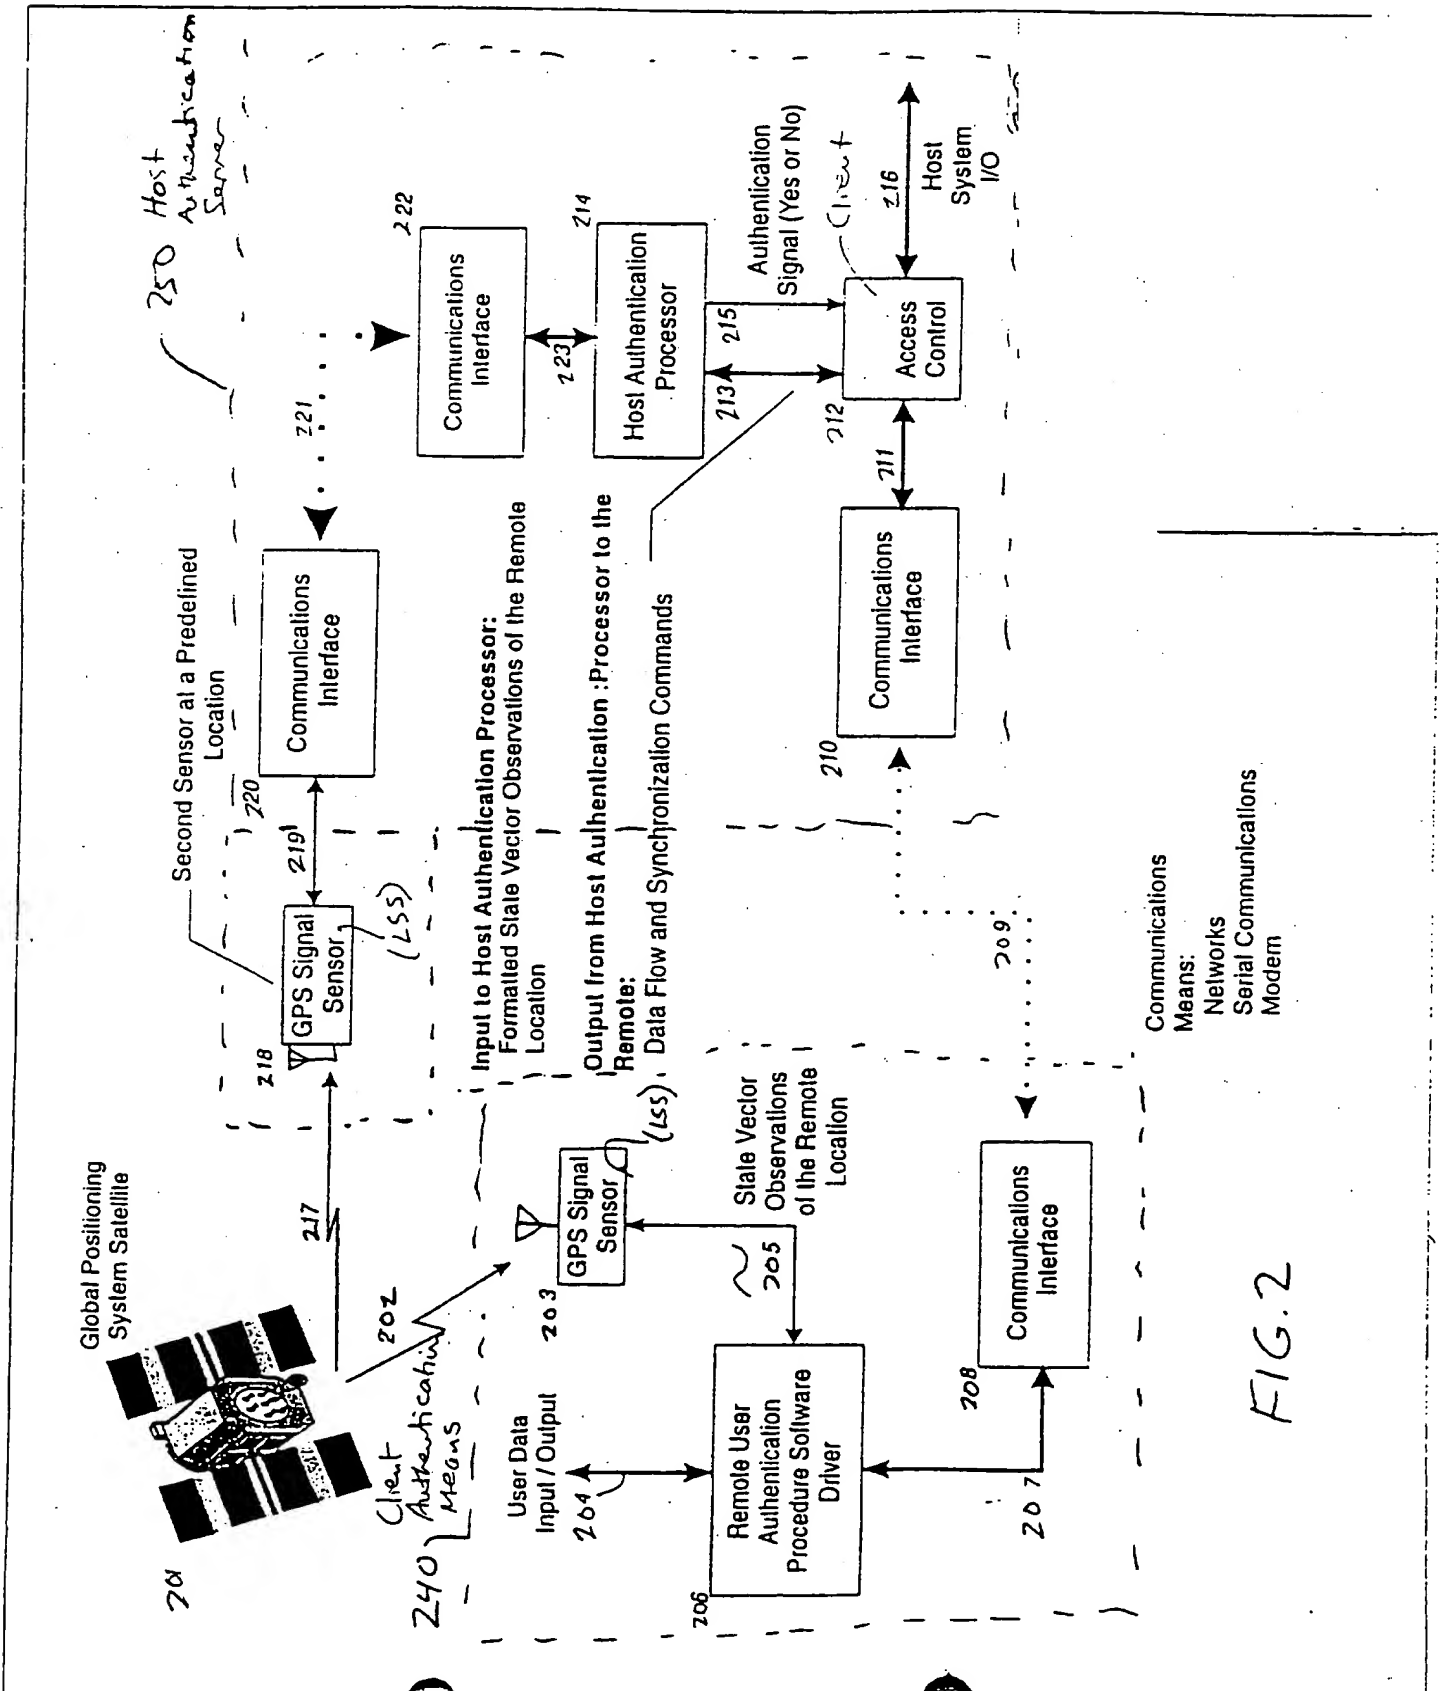 Global Positioning
System Satellite
201
202
217
Second Sensor at a Predefined
Location
218
GPS Signal
Sensor
(LSS)
219
220
Communications
Interface
221
250 Host
Authentication
Server
222
Communications
Interface
223
214
Host Authentication
Processor
213
215
Authentication
Signal (Yes or No)
Client
212
Access
Control
216
Host
System
I/O
211
210
Communications
Interface
209
Input to Host Authentication Processor:
Formatted State Vector Observations of the Remote
Location
Output from Host Authentication :Processor to the
Remote:
Data Flow and Synchronization Commands
240
Client
Authentication
Means
203
GPS Signal
Sensor
(LSS)
User Data
Input / Output
204
205
State Vector
Observations
of the Remote
Location
206
Remote User
Authentication
Procedure Software
Driver
207
208
Communications
Interface
Communications
Means:
Networks
Serial Communications
Modem
FIG. 2